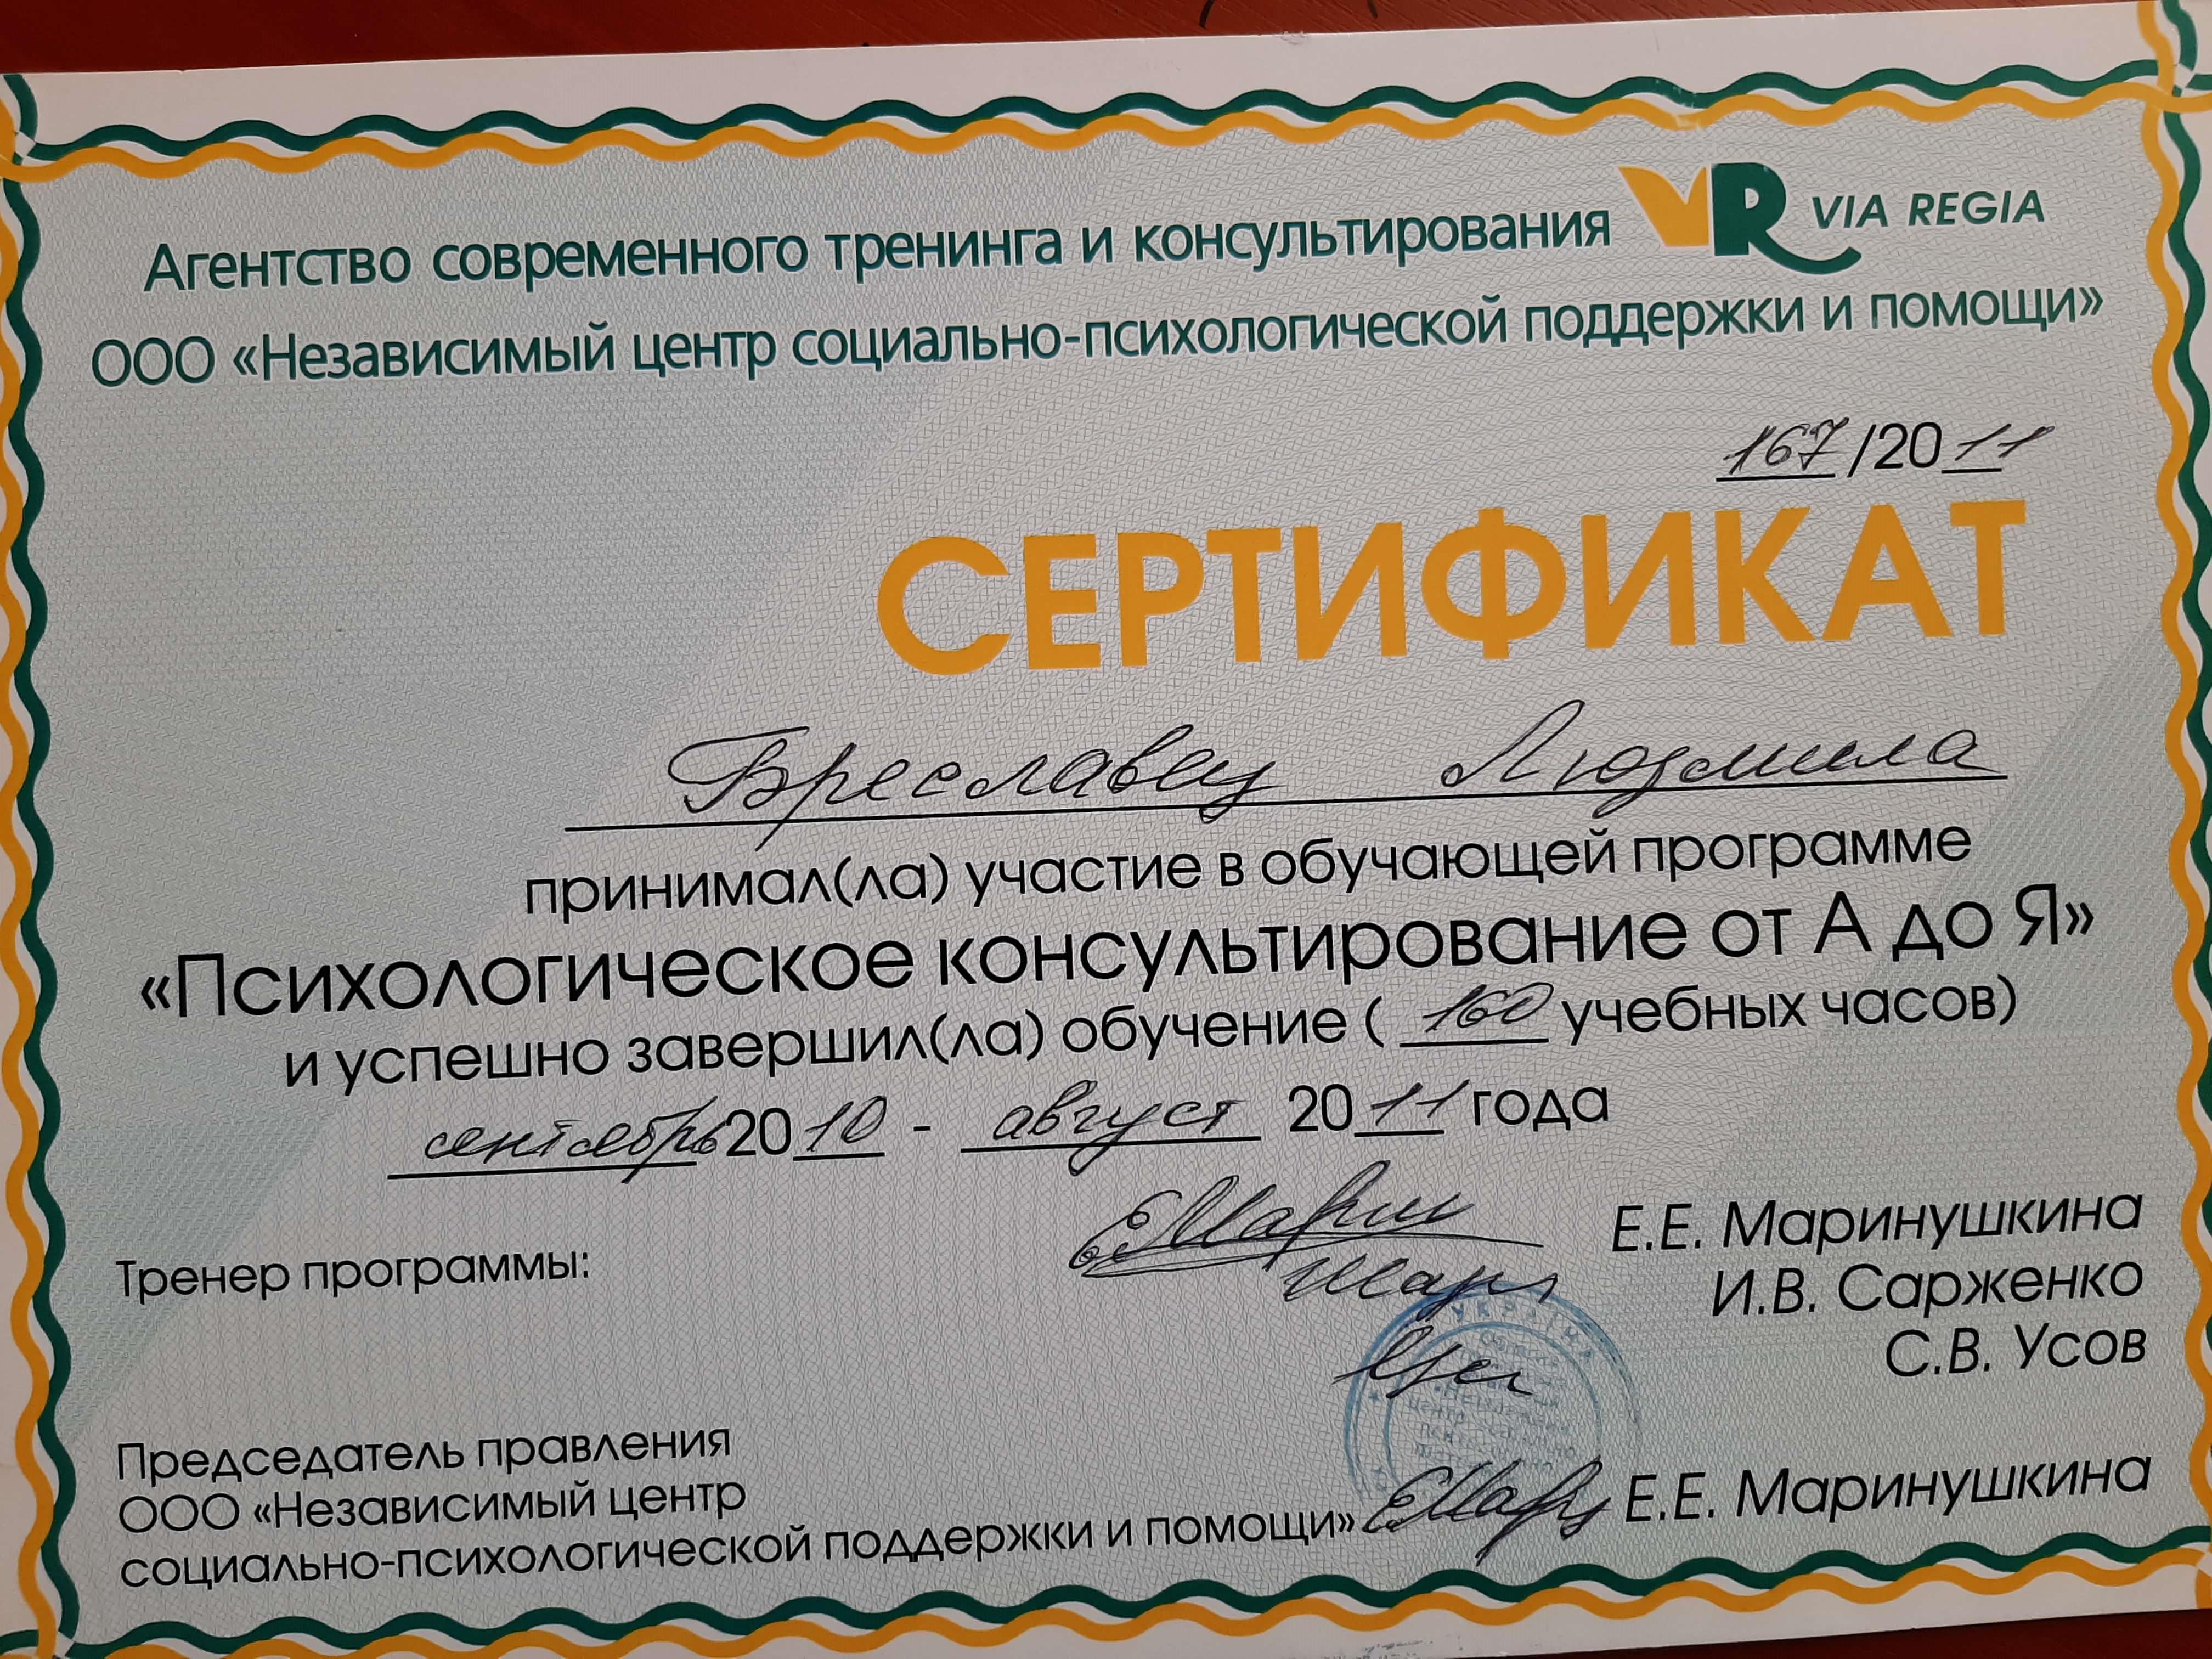 Агентство современного тренинга и консультирования VR VIA REGIA
ООО «Независимый центр социально-психологической поддержки и помощи»
167/2011
СЕРТИФИКАТ
Бреславец Людмила
принимал(ла) участие в обучающей программе
«Психологическое консультирование от А до Я»
и успешно завершил(ла) обучение ( 160 учебных часов)
сентябрь 2010 - август 2011 года
Тренер программы:
Е.Е. Маринушкина
И.В. Сарженко
С.В. Усов
УКРАЇНА
Председатель правления
ООО «Независимый центр
социально-психологической поддержки и помощи» Е.Е. Маринушкина